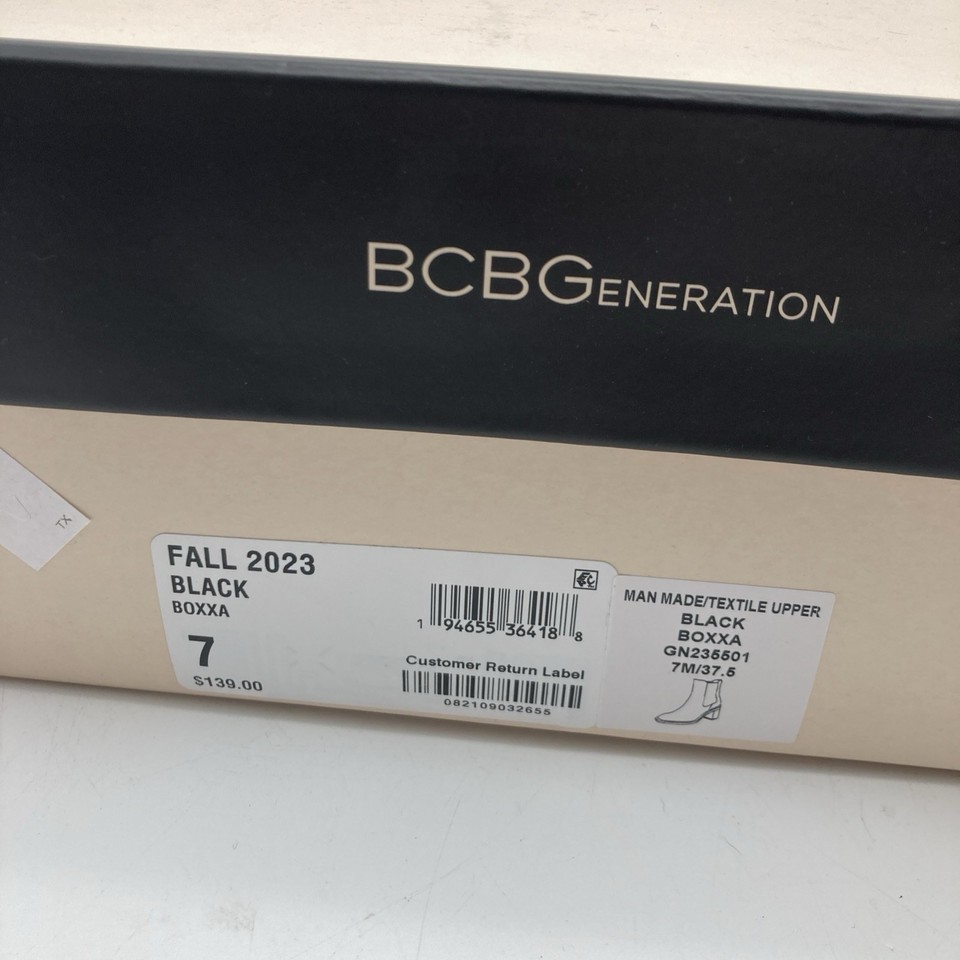 BCBGENERATION
TX
FALL 2023
BLACK
BOXXA
7
$139.00
1 94655 36418 8
Customer Return Label
082109032655
MAN MADE/TEXTILE UPPER
BLACK
BOXXA
GN235501
7M/37.5